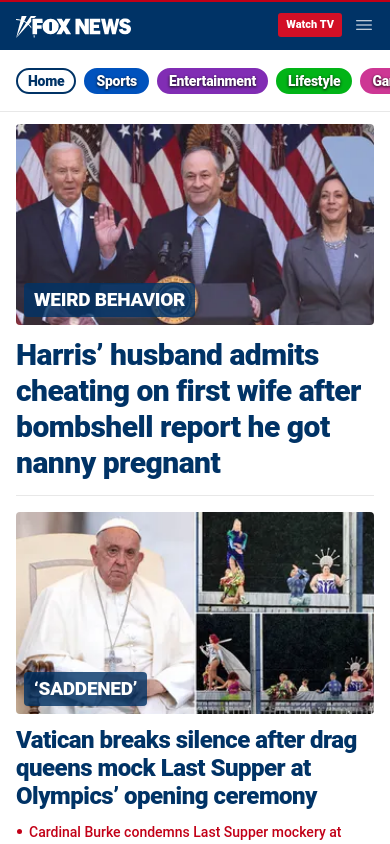 FOX NEWS
Watch TV
Home
Sports
Entertainment
Lifestyle
WEIRD BEHAVIOR
Harris’ husband admits
cheating on first wife after
bombshell report he got
nanny pregnant
‘SADDENED’
Vatican breaks silence after drag
queens mock Last Supper at
Olympics’ opening ceremony
• Cardinal Burke condemns Last Supper mockery at